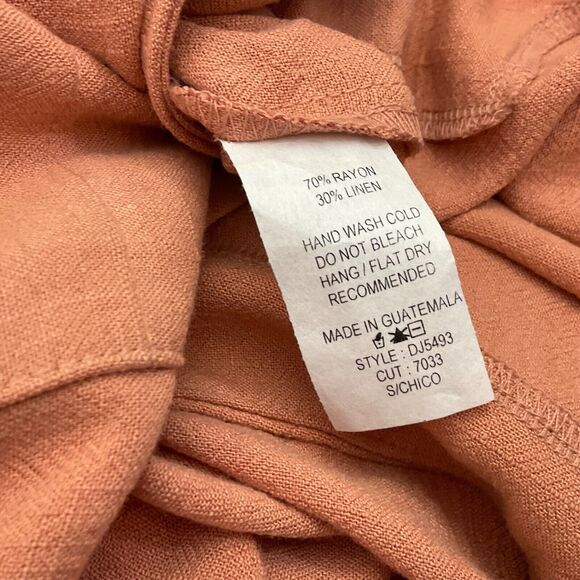 70% RAYON
30% LINEN
HAND WASH COLD
DO NOT BLEACH
HANG / FLAT DRY
RECOMMENDED
MADE IN GUATEMALA
STYLE : DJ5493
CUT : 7033
S/CHICO